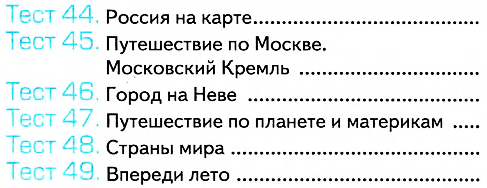 Тест 44. Россия на карте..................................
Тест 45. Путешествие по Москве.
Московский Кремль ...........................
Тест 46. Город на Неве ...................................
Тест 47. Путешествие по планете и материкам .....
Тест 48. Страны мира .....................................
Тест 49. Впереди лето .....................................